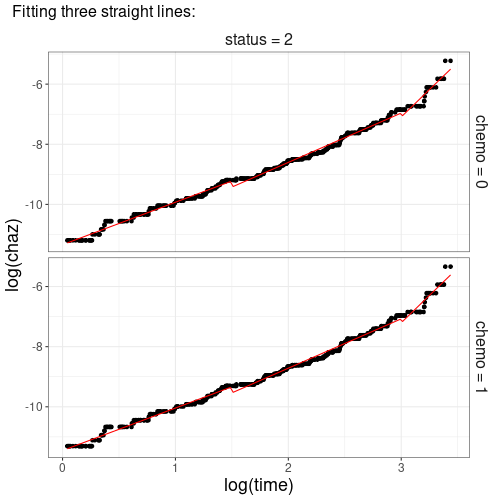 Fitting three straight lines:
status = 2
-6
-8
-10
chemo = 0
log(chaz)
-6
-8
-10
chemo = 1
0 1 2 3
log(time)